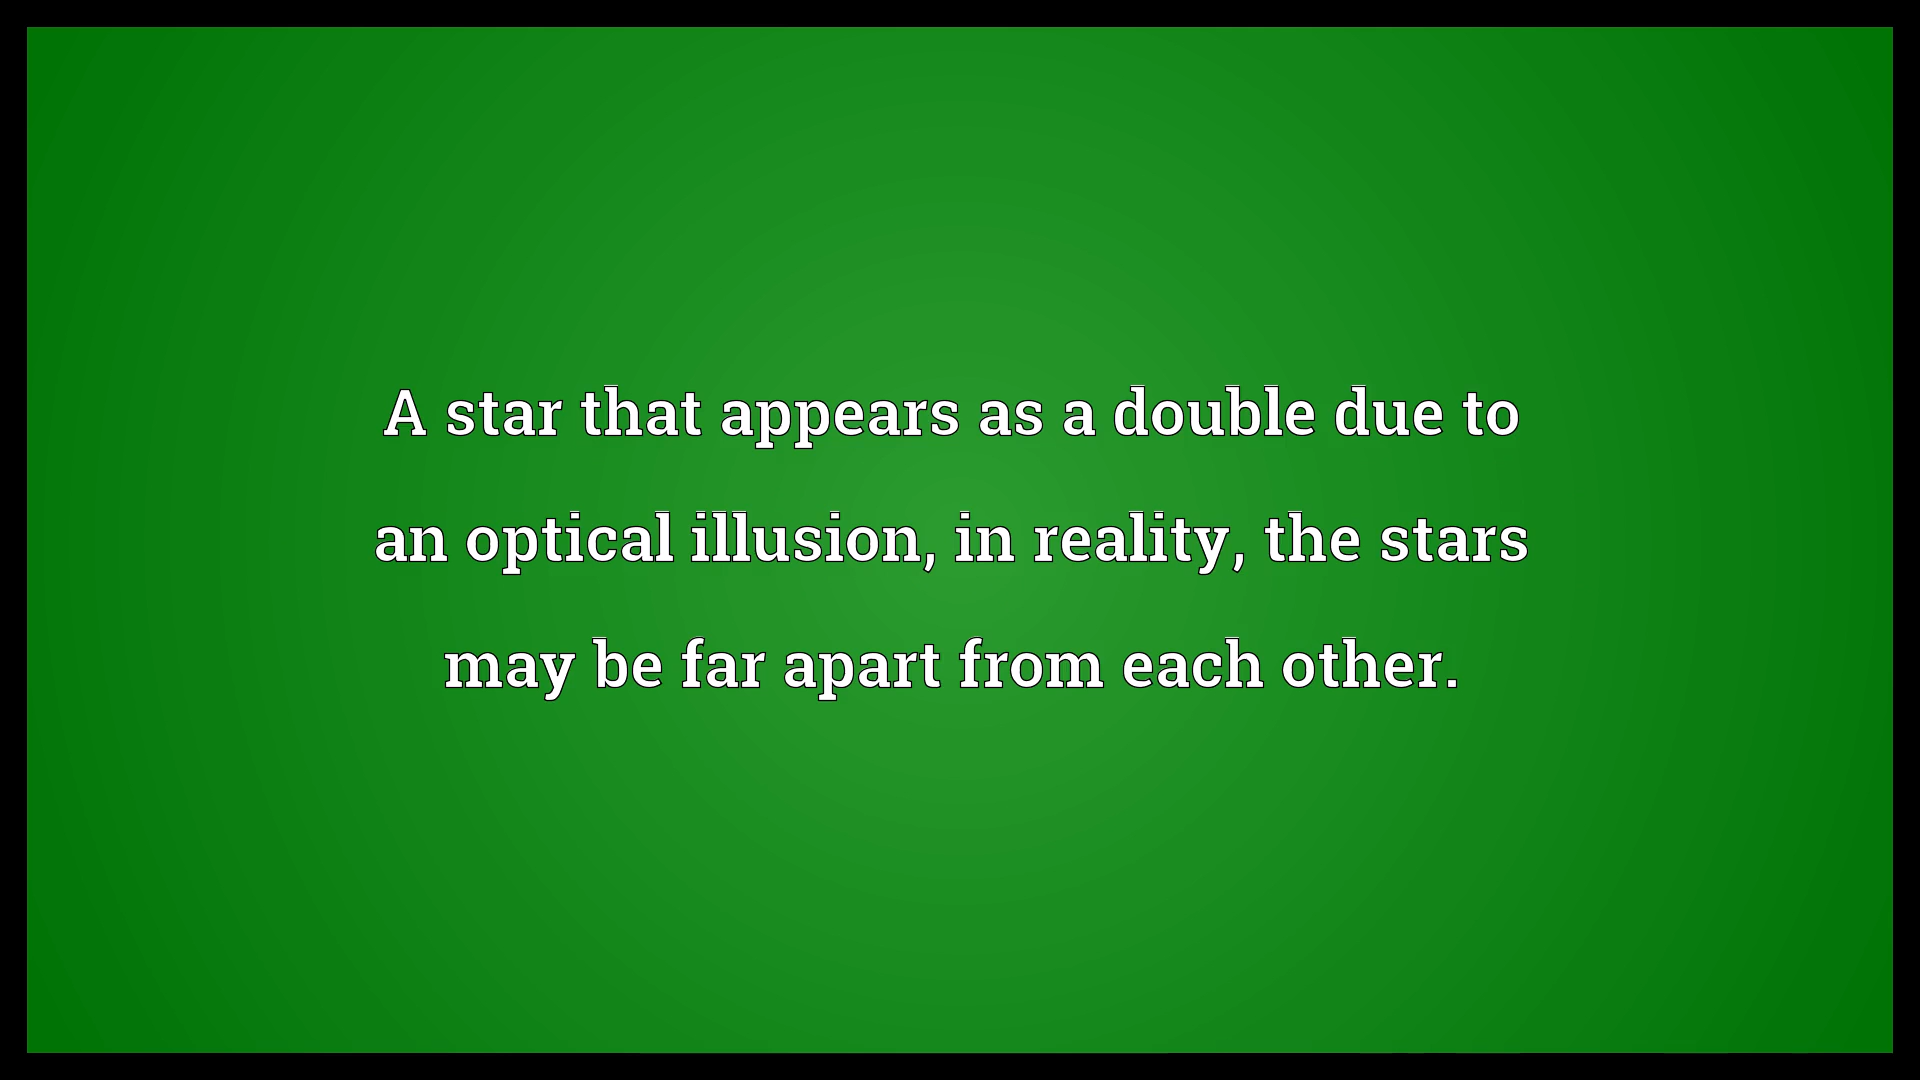 A star that appears as a double due to
an optical illusion, in reality, the stars
may be far apart from each other.